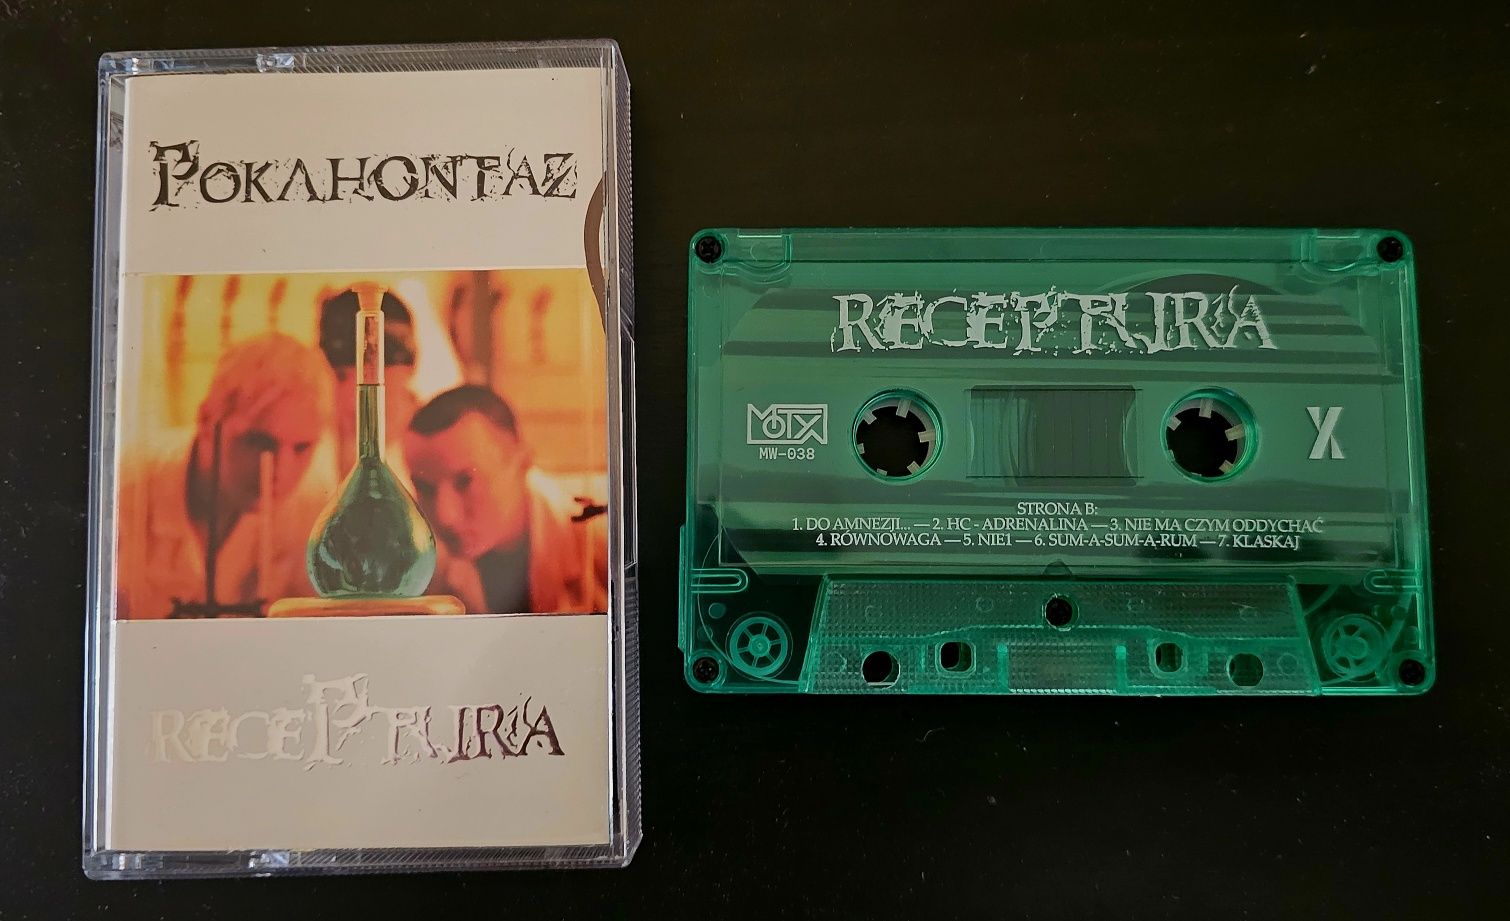 POKAHONTAZ
RECEPTURA
RECEPTURA
MOTX
MW-038
X
STRONA B:
1. DO AMNEZJI... — 2. HC - ADRENALINA — 3. NIE MA CZYM ODDYCHAĆ
4. RÓWNOWAGA — 5. NIE1 — 6. SUM-A-SUM-A-RUM — 7. KLASKAJ